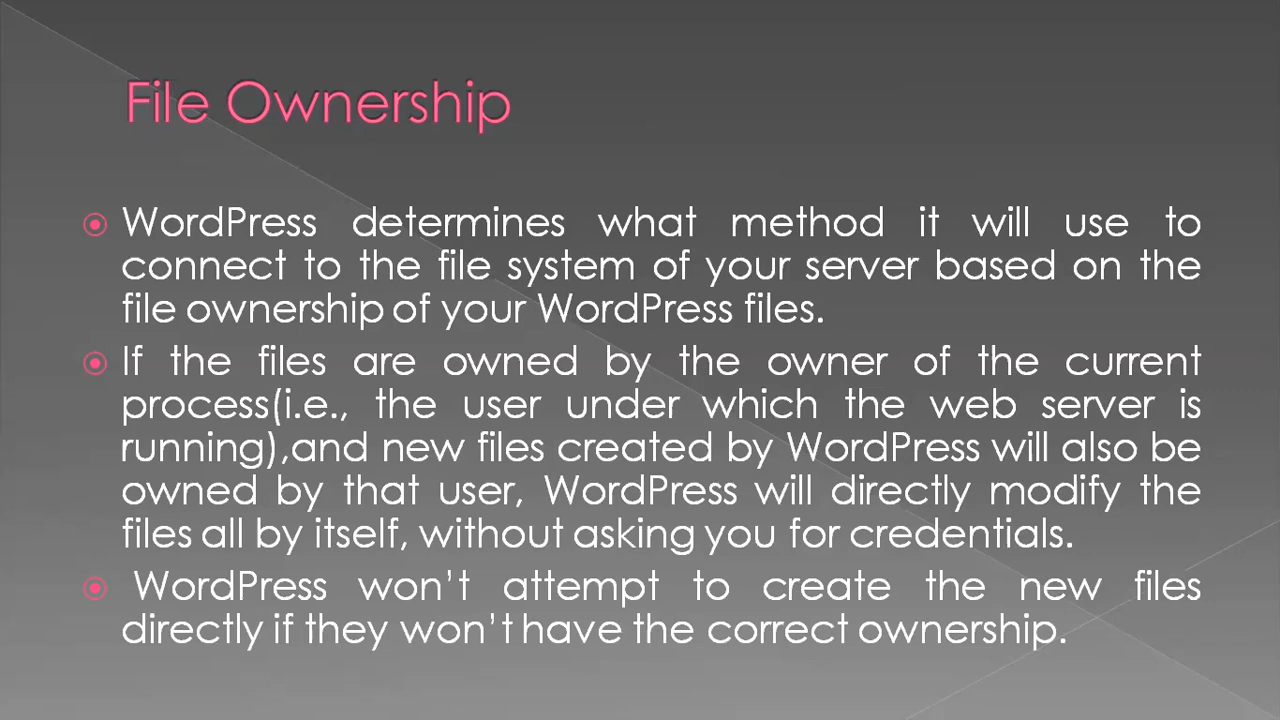 File Ownership
WordPress determines what method it will use to
connect to the file system of your server based on the
file ownership of your WordPress files.
If the files are owned by the owner of the current
process(i.e., the user under which the web server is
running),and new files created by WordPress will also be
owned by that user, WordPress will directly modify the
files all by itself, without asking you for credentials.
WordPress won't attempt to create the new files
directly if they won't have the correct ownership.